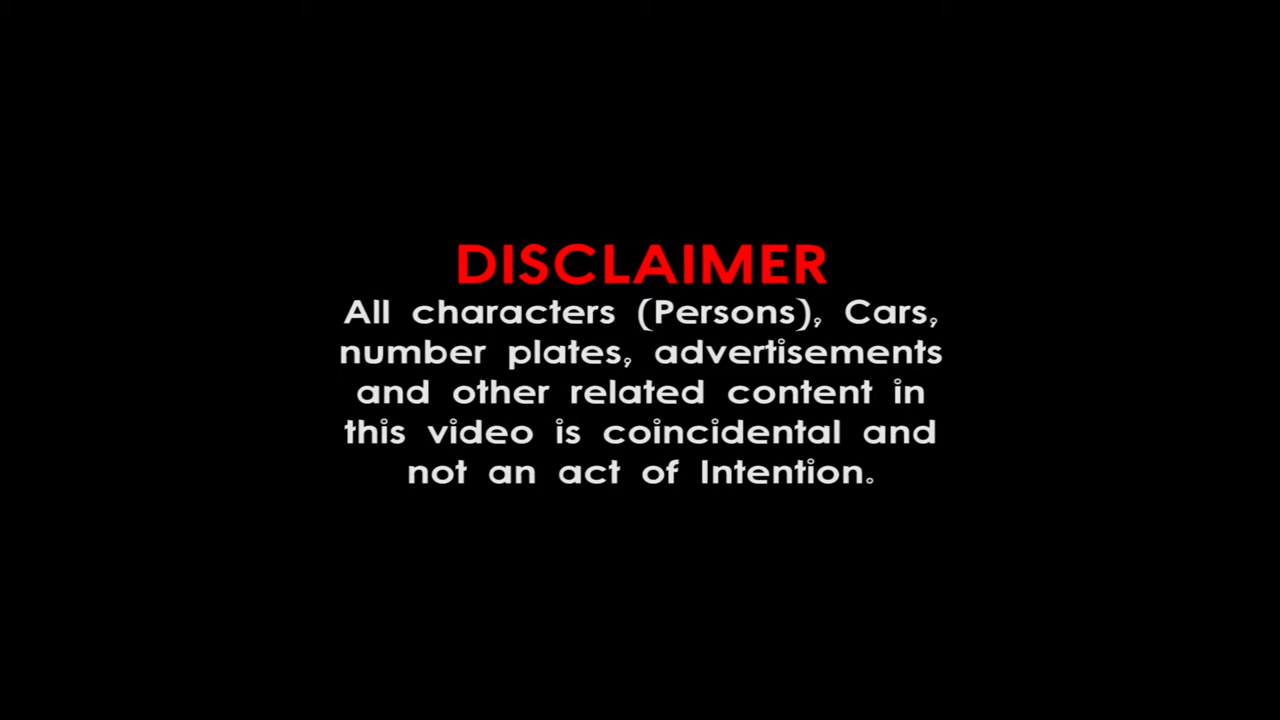 DISCLAIMER
All characters (Persons), Cars,
number plates, advertisements
and other related content in
this video is coincidental and
not an act of Intention.